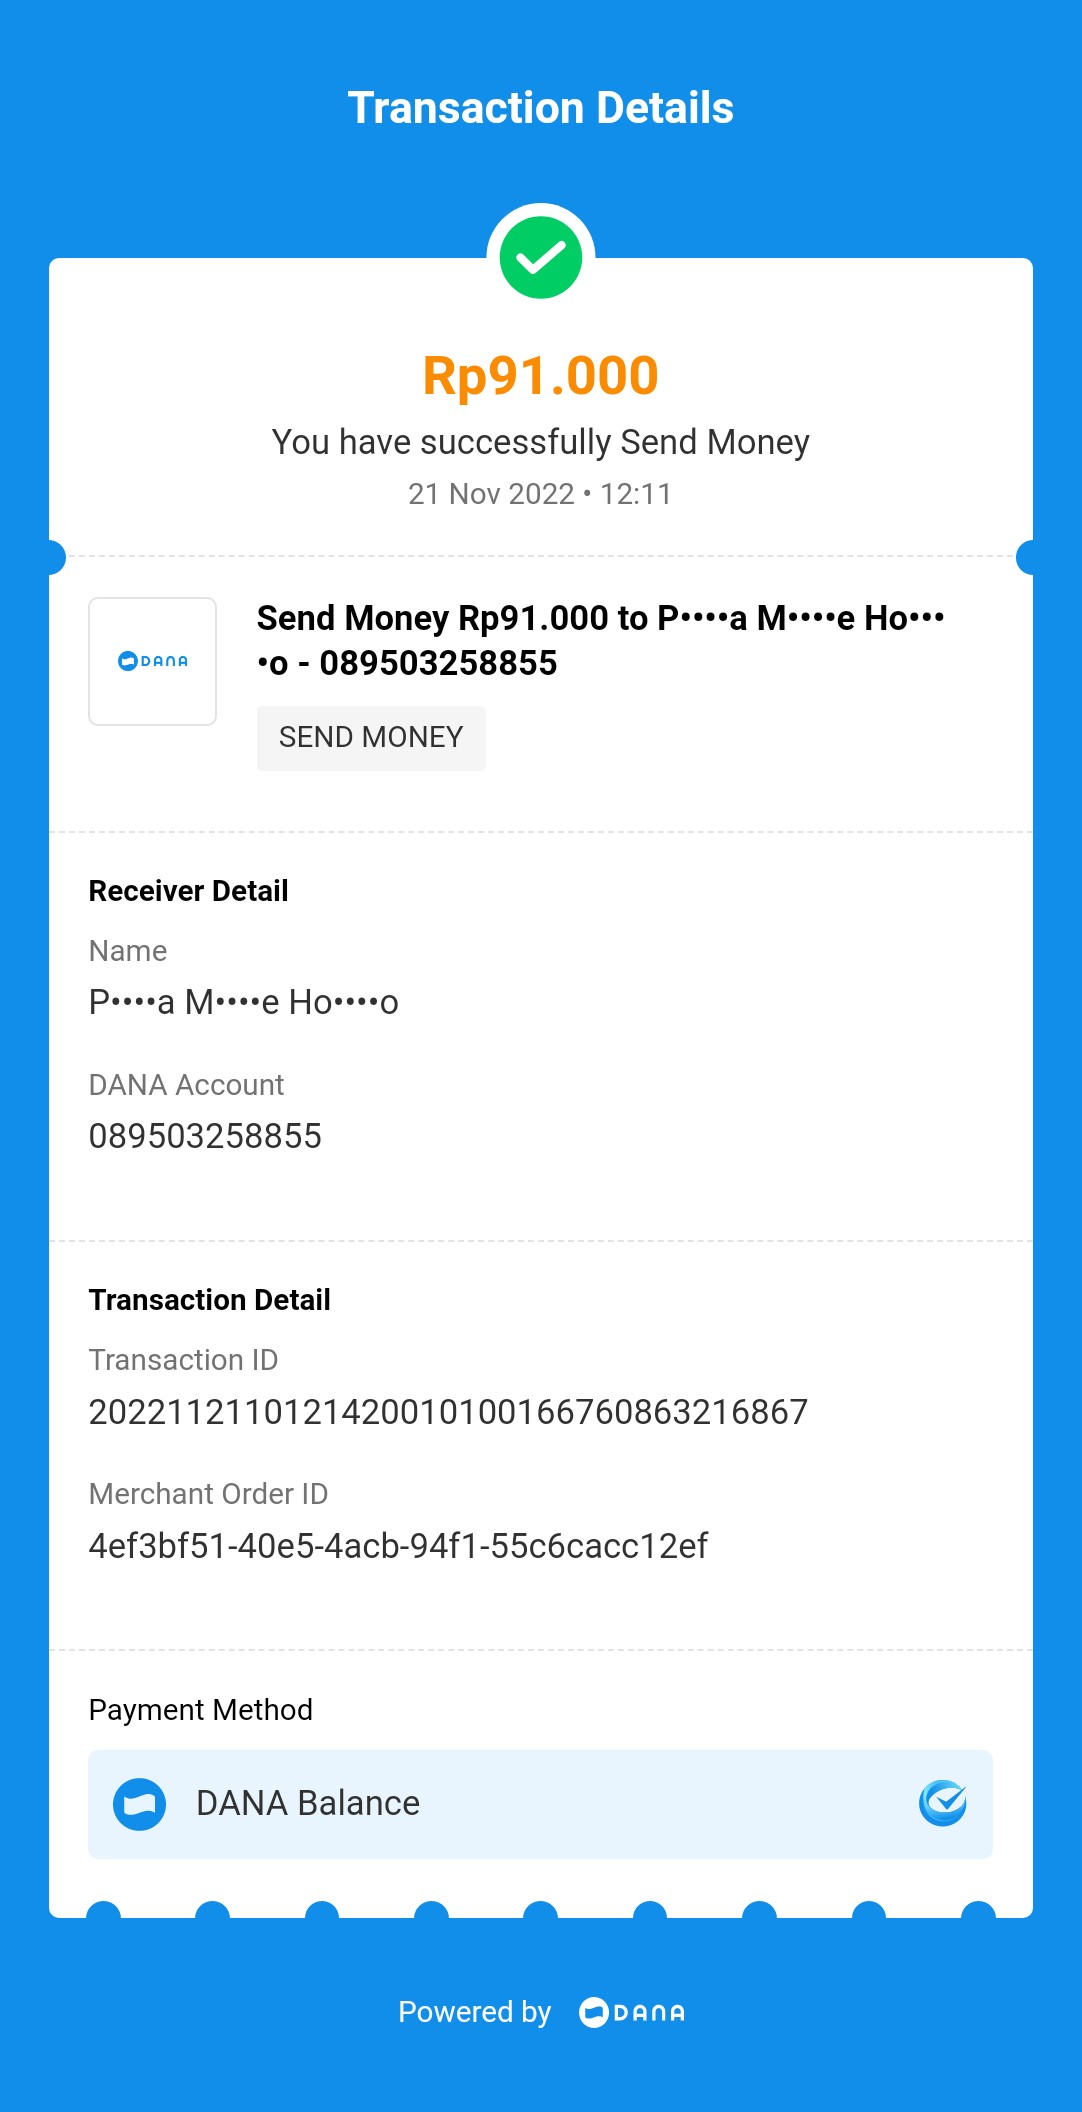 Transaction Details
Rp91.000
You have successfully Send Money
21 Nov 2022 • 12:11
DANA
Send Money Rp91.000 to P••••a M••••e Ho•••
•o - 089503258855
SEND MONEY
Receiver Detail
Name
P••••a M••••e Ho••••o
DANA Account
089503258855
Transaction Detail
Transaction ID
2022112110121420010100166760863216867
Merchant Order ID
4ef3bf51-40e5-4acb-94f1-55c6cacc12ef
Payment Method
DANA Balance
Powered by DANA